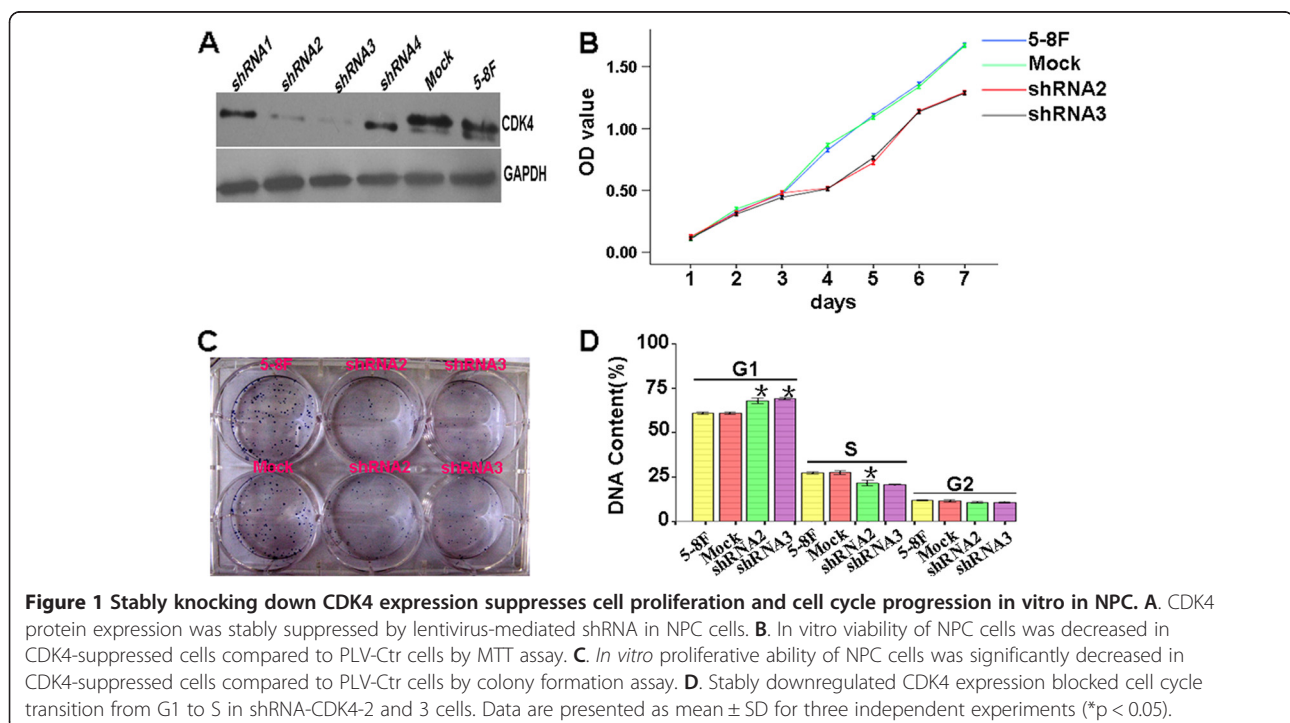 A
shRNA1
shRNA2
shRNA3
shRNA4
Mock
5-8F
CDK4
GAPDH
B
OD value
1.50
1.00
0.50
0.00
1 2 3 4 5 6 7
days
5-8F
Mock
shRNA2
shRNA3
C
5-8F shRNA2 shRNA3
Mock shRNA2 shRNA3
D
DNA Content(%)
100
75
50
25
0
G1
* *
S
*
G2
5-8F Mock shRNA2 shRNA3 5-8F Mock shRNA2 shRNA3 5-8F Mock shRNA2 shRNA3
Figure 1 Stably knocking down CDK4 expression suppresses cell proliferation and cell cycle progression in vitro in NPC. A. CDK4
protein expression was stably suppressed by lentivirus-mediated shRNA in NPC cells. B. In vitro viability of NPC cells was decreased in
CDK4-suppressed cells compared to PLV-Ctr cells by MTT assay. C. In vitro proliferative ability of NPC cells was significantly decreased in
CDK4-suppressed cells compared to PLV-Ctr cells by colony formation assay. D. Stably downregulated CDK4 expression blocked cell cycle
transition from G1 to S in shRNA-CDK4-2 and 3 cells. Data are presented as mean ± SD for three independent experiments (*p < 0.05).